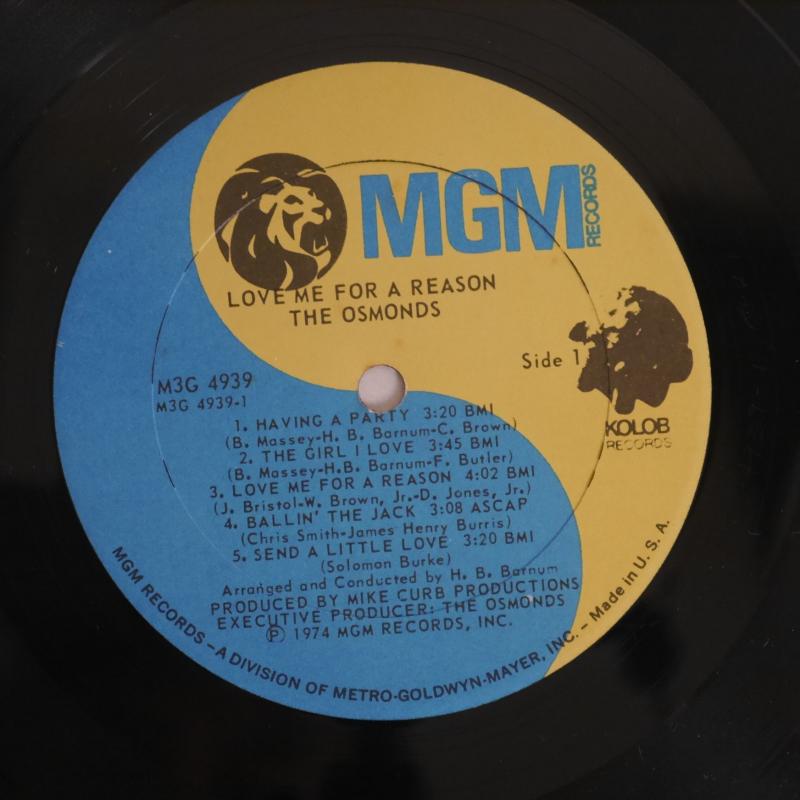 MGM RECORDS
LOVE ME FOR A REASON
THE OSMONDS
Side 1
KOLOB
RECORDS
M3G 4939
M3G 4939-1
1. HAVING A PARTY 3:20 BMI
(B. Massey-H. B. Barnum-C. Brown)
2. THE GIRL I LOVE 3:45 BMI
(B. Massey-H.B. Barnum-F. Butler)
3. LOVE ME FOR A REASON 4:02 BMI
(J. Bristol-W. Brown, Jr.-D. Jones, Jr.)
4. BALLIN' THE JACK 3:08 ASCAP
(Chris Smith-James Henry Burris)
5. SEND A LITTLE LOVE 3:20 BMI
(Solomon Burke)
Arranged and Conducted by H. B. Barnum
PRODUCED BY MIKE CURB PRODUCTIONS
EXECUTIVE PRODUCER: THE OSMONDS
℗ 1974 MGM RECORDS, INC.
MGM RECORDS – A DIVISION OF METRO-GOLDWYN-MAYER, INC. – Made in U. S. A.